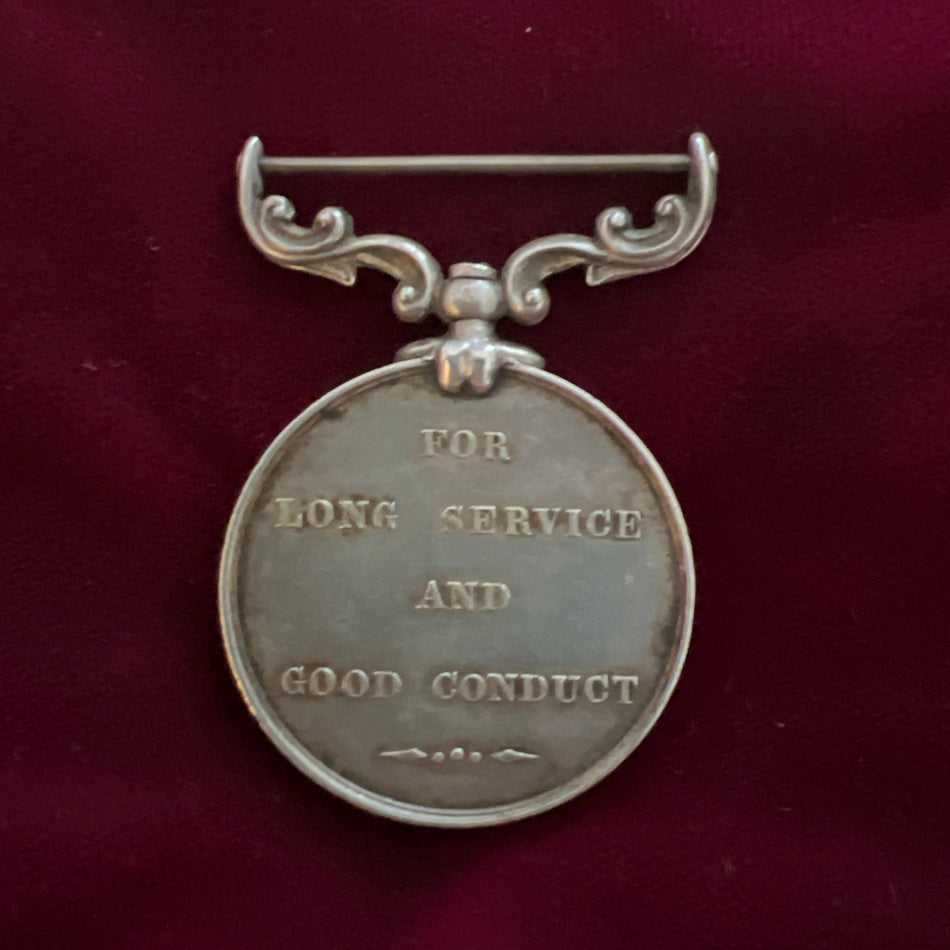 FOR
LONG SERVICE
AND
GOOD CONDUCT